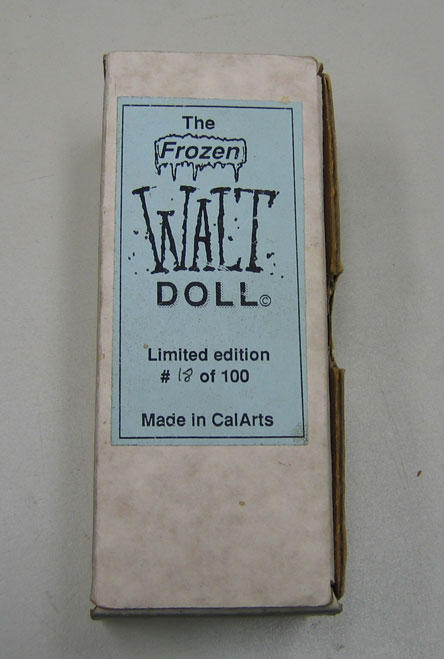 The
Frozen
WALT
DOLL©
Limited edition
# 18 of 100
Made in CalArts